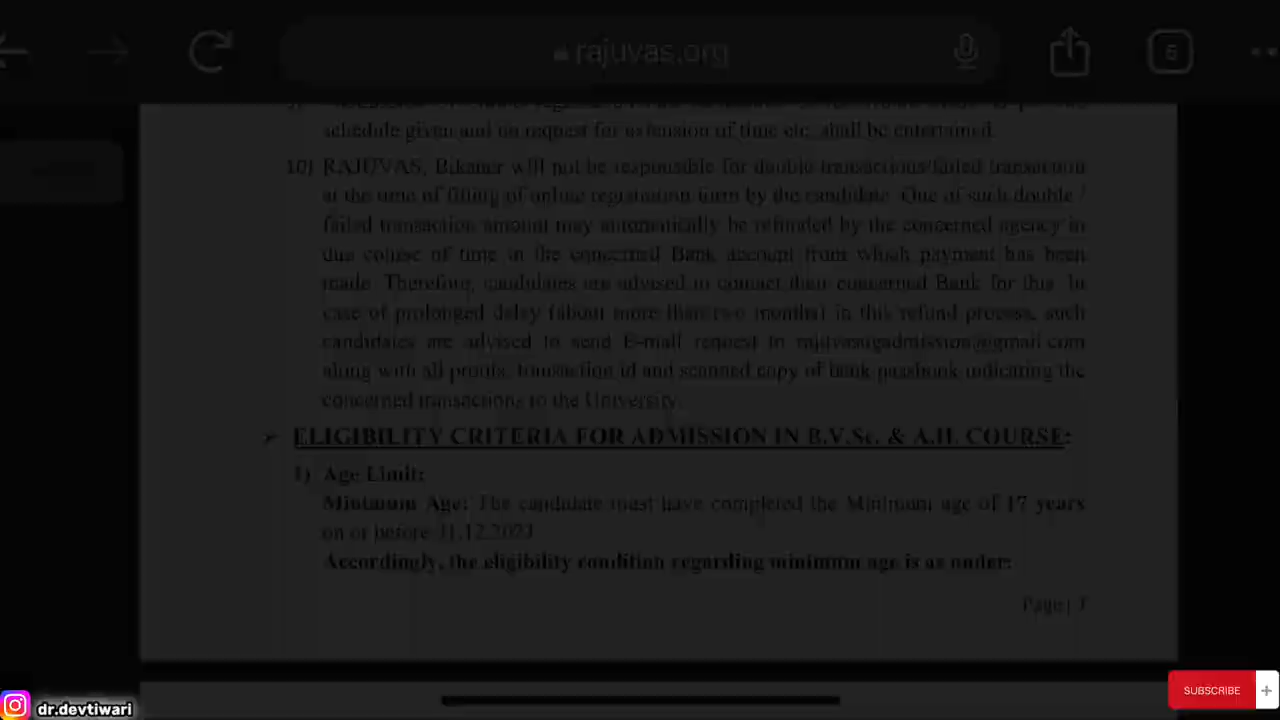 rajuvas.org
6
schedule given and no request for extension of time etc. shall be entertained.
10) RAJUVAS, Bikaner will not be responsible for double transactions/failed transaction
at the time of filling of online registration form by the candidate. One of such double /
failed transaction amount may automatically be refunded by the concerned agency in
due course of time in the concerned Bank account from which payment has been
made. Therefore, candidates are advised to contact their concerned Bank for this. In
case of prolonged delay (about more than two months) in this refund process, such
candidates are advised to send E-mail request to rajuvasugadmission@gmail.com
along with all proofs, transaction id and scanned copy of bank passbook indicating the
concerned transactions to the University.
➢ ELIGIBILITY CRITERIA FOR ADMISSION IN B.V.Sc. & A.H. COURSE:
1) Age Limit:
Minimum Age: The candidate must have completed the Minimum age of 17 years
on or before 31.12.2023
Accordingly, the eligibility condition regarding minimum age is as under:
Page |
dr.devtiwari
SUBSCRIBE